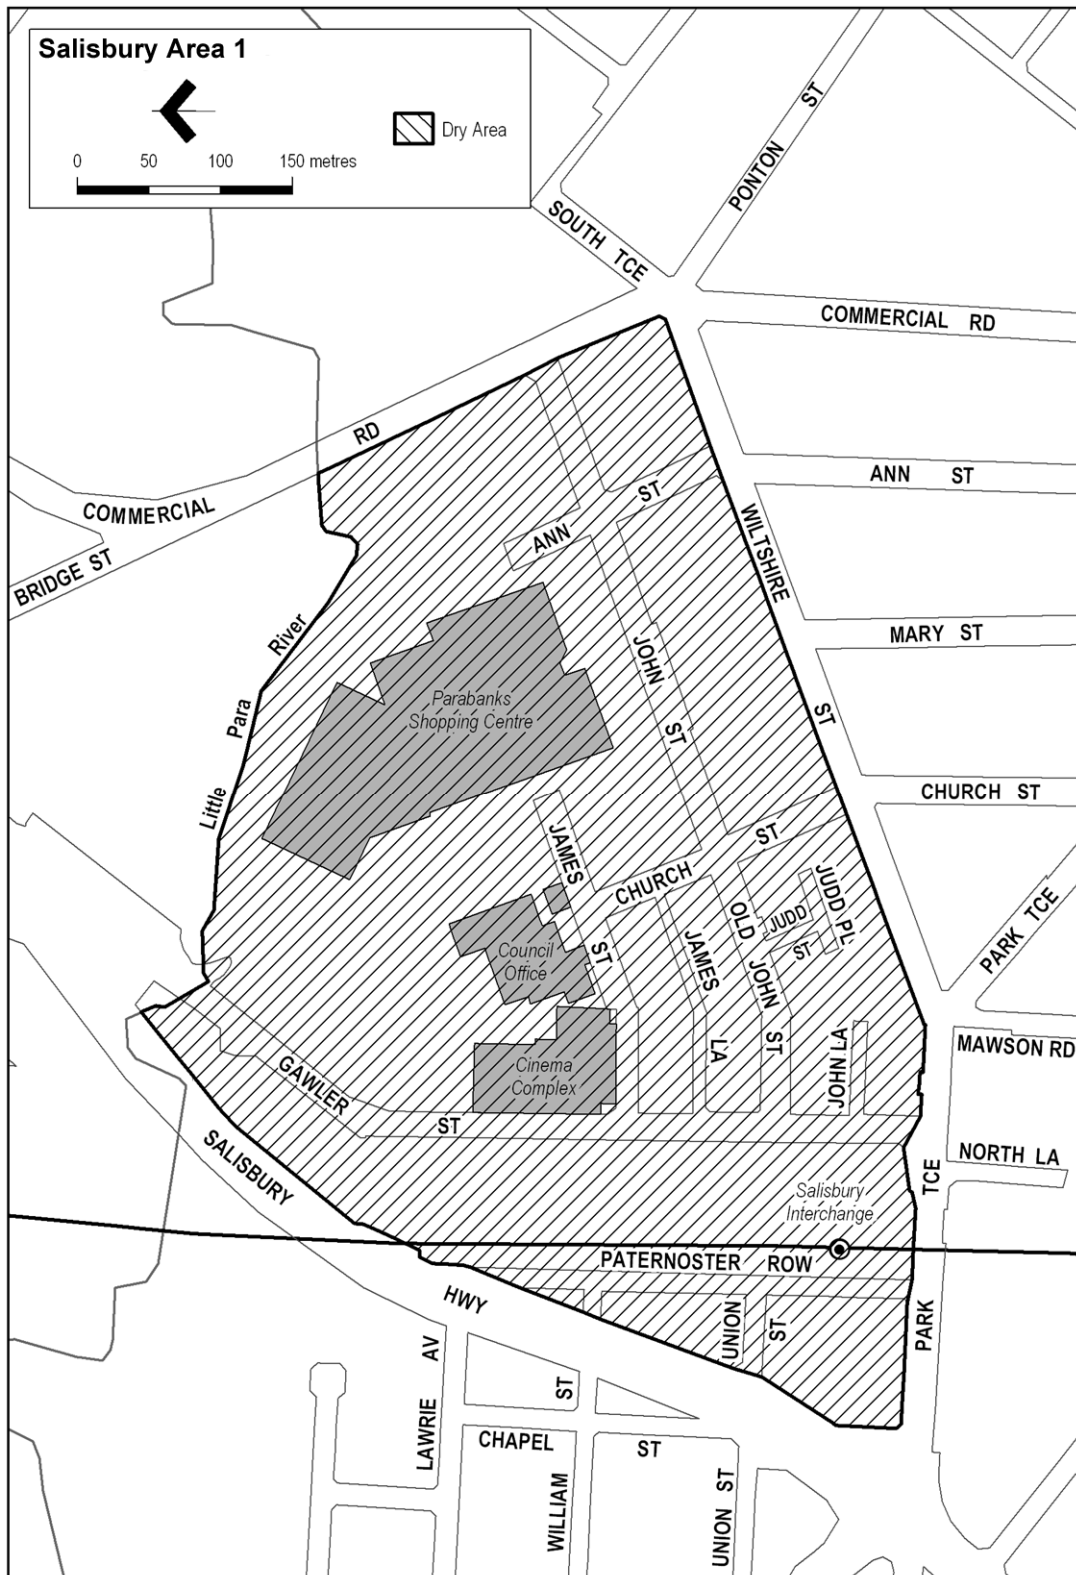 Salisbury Area 1
Dry Area
0 50 100 150 metres
PONTON ST
SOUTH TCE
COMMERCIAL RD
COMMERCIAL RD
BRIDGE ST
ANN ST
ANN ST
WILTSHIRE ST
Little Para River
MARY ST
JOHN ST
Parabanks
Shopping Centre
CHURCH ST
CHURCH ST
JAMES ST
JUDD PL
JUDD ST
OLD JOHN ST
JAMES LA
PARK TCE
Council
Office
Cinema
Complex
JOHN LA
MAWSON RD
GAWLER ST
NORTH LA
SALISBURY HWY
Salisbury
Interchange
PATERNOSTER ROW
PARK TCE
UNION ST
LAWRIE AV
CHAPEL ST
WILLIAM ST
UNION ST